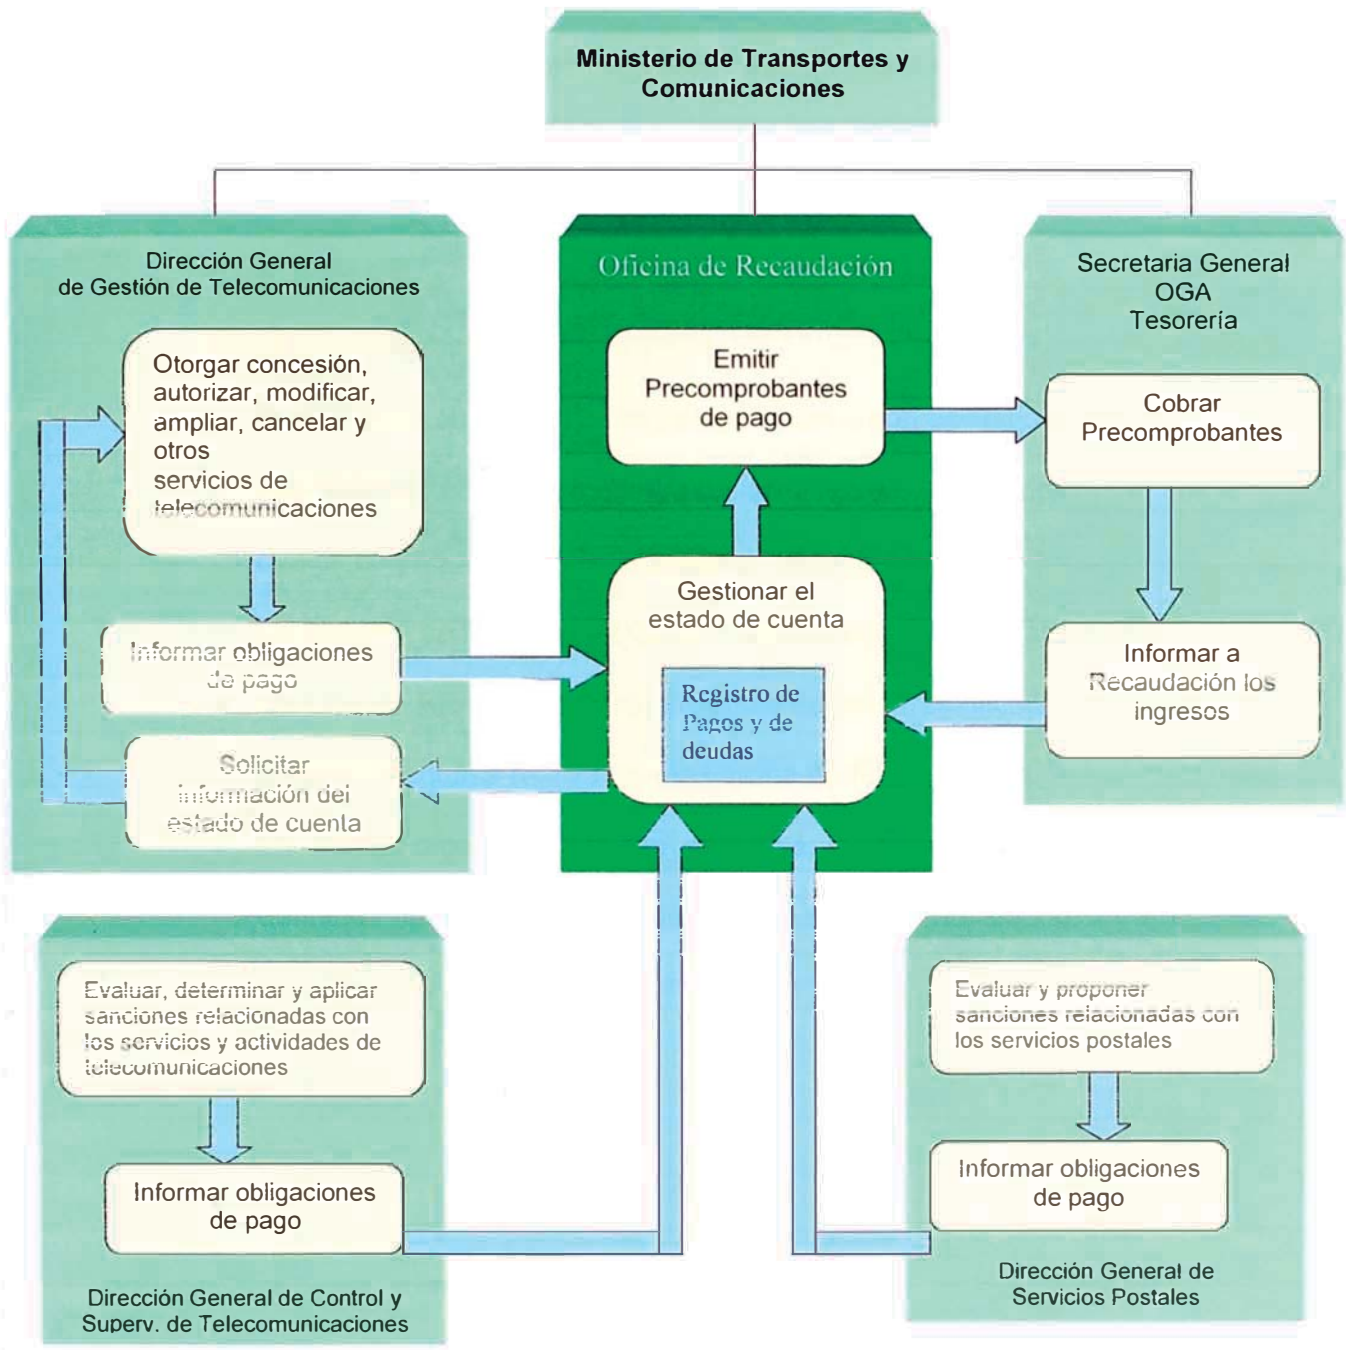 Ministerio de Transportes y
Comunicaciones
Dirección General
de Gestión de Telecomunicaciones
Otorgar concesión,
autorizar, modificar,
ampliar, cancelar y
otros
servicios de
telecomunicaciones
Informar obligaciones
de pago
Solicitar
información del
estado de cuenta
Oficina de Recaudación
Emitir
Precomprobantes
de pago
Gestionar el
estado de cuenta
Registro de
Pagos y de
deudas
Secretaria General
OGA
Tesorería
Cobrar
Precomprobantes
Informar a
Recaudación los
ingresos
Evaluar, determinar y aplicar
sanciones relacionadas con
los servicios y actividades de
telecomunicaciones
Informar obligaciones
de pago
Dirección General de Control y
Superv. de Telecomunicaciones
Evaluar y proponer
sanciones relacionadas con
los servicios postales
Informar obligaciones
de pago
Dirección General de
Servicios Postales